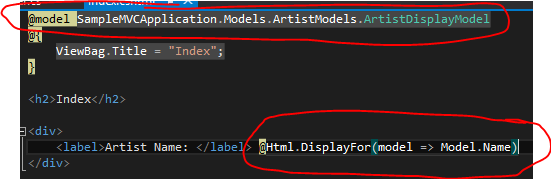 @model SampleMVCApplication.Models.ArtistModels.ArtistDisplayModel
@{
ViewBag.Title = "Index";
}
<h2>Index</h2>
<div>
<label>Artist Name: </label> @Html.DisplayFor(model => Model.Name)
</div>